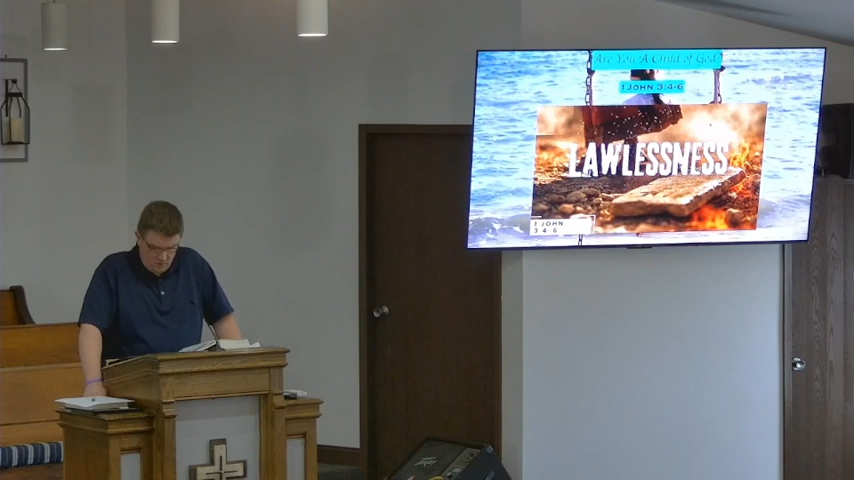 Are You A Child of God?
1 John 3:4-6
LAWLESSNESS
1 JOHN
3 4-6